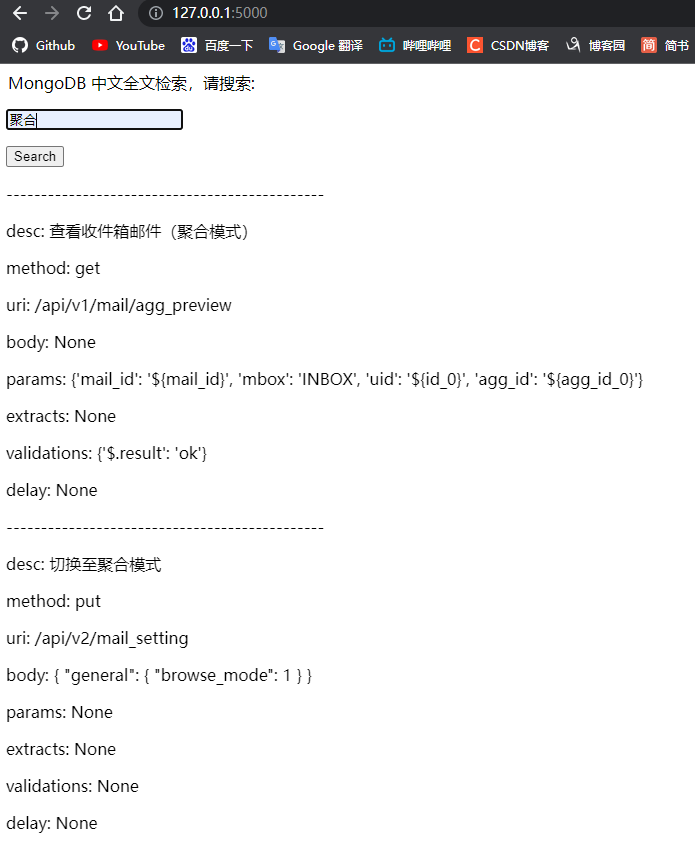 127.0.0.1:5000
Github YouTube 百度一下 Google 翻译 哔哩哔哩 C CSDN博客 博客园 简 简书
MongoDB 中文全文检索，请搜索:
聚合
Search
---------------------------------------------
desc: 查看收件箱邮件（聚合模式）
method: get
uri: /api/v1/mail/agg_preview
body: None
params: {'mail_id': '${mail_id}', 'mbox': 'INBOX', 'uid': '${id_0}', 'agg_id': '${agg_id_0}'}
extracts: None
validations: {'$.result': 'ok'}
delay: None
---------------------------------------------
desc: 切换至聚合模式
method: put
uri: /api/v2/mail_setting
body: { "general": { "browse_mode": 1 } }
params: None
extracts: None
validations: None
delay: None